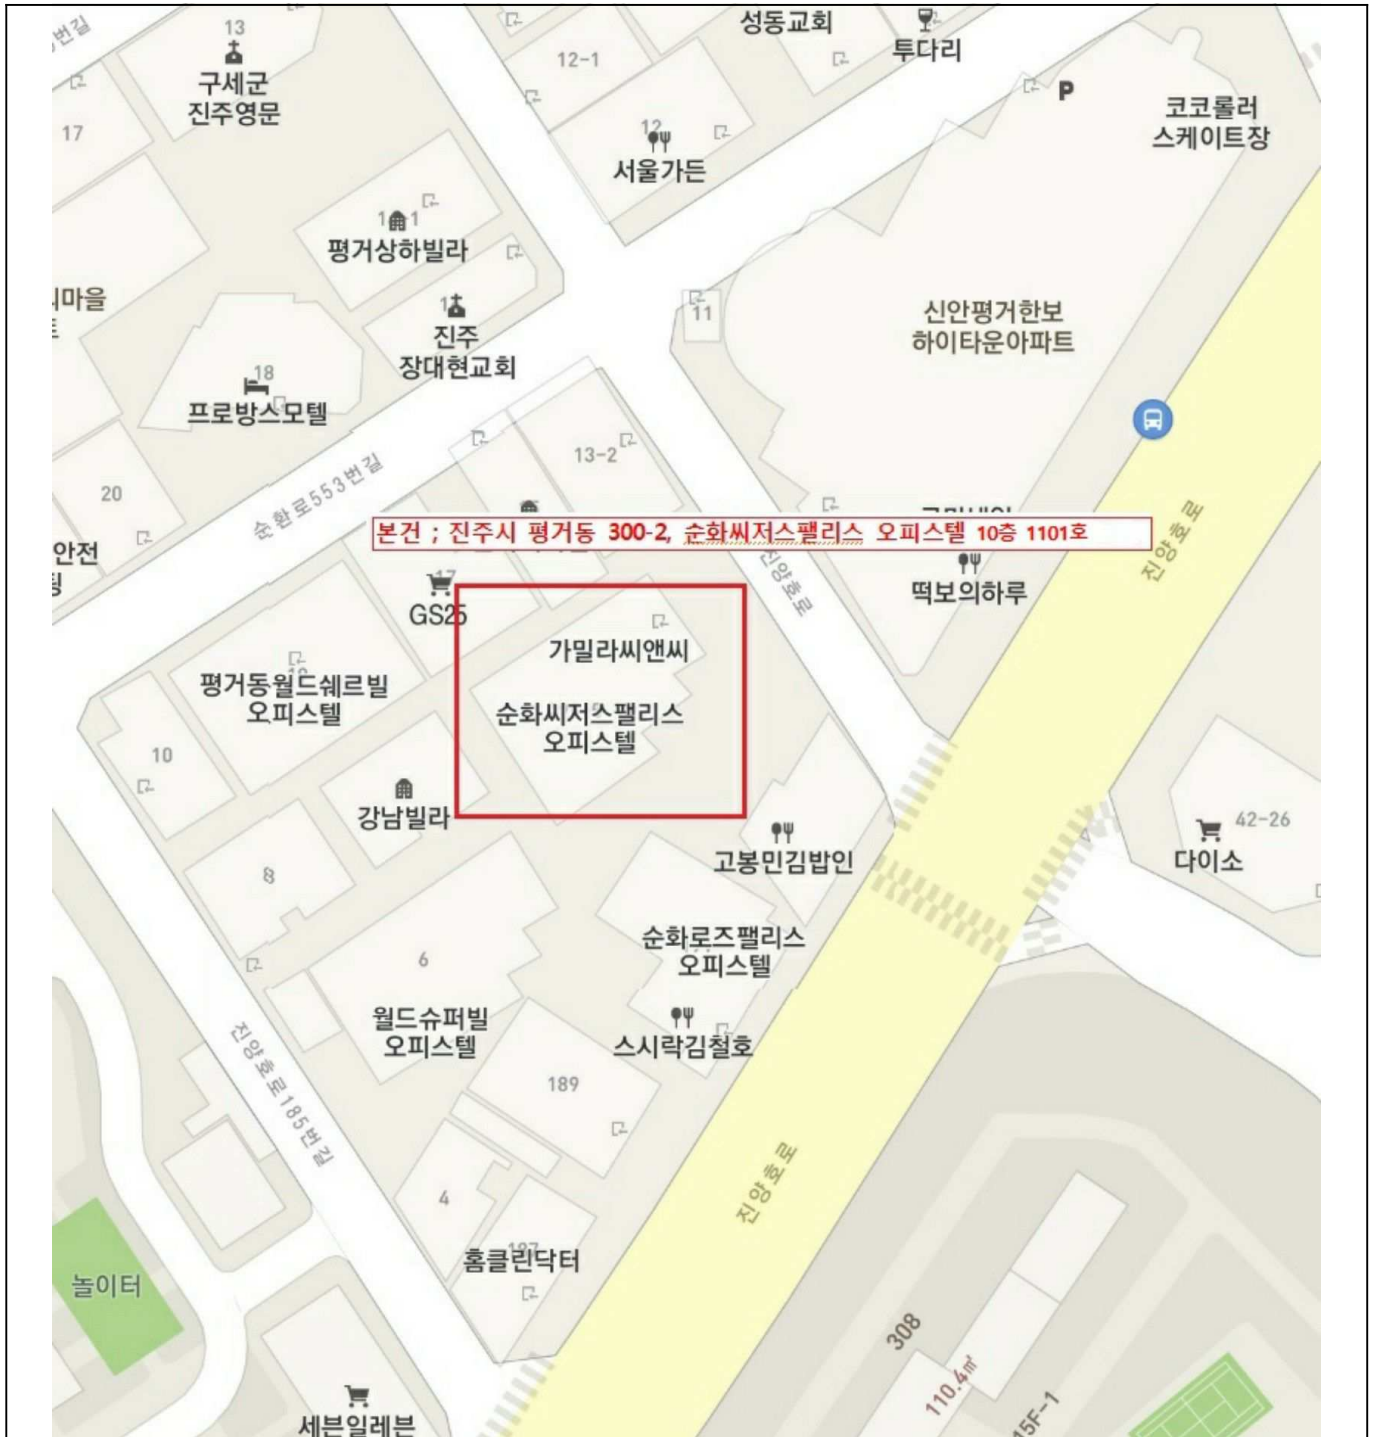 번길
13
구세군
진주영문
17
12-1
성동교회
투다리
P
코코롤러
스케이트장
12
서울가든
평거상하빌라
진주
장대현교회
마을
18
프로방스모텔
11
신안평거한보
하이타운아파트
20
안전
순환로553번길
13-2
본건 ; 진주시 평거동 300-2, 순화씨저스팰리스 오피스텔 10층 1101호
17
GS25
진양호로
떡보의하루
진양호로
가밀라씨앤씨
평거동월드쉐르빌
오피스텔
순화씨저스팰리스
오피스텔
10
강남빌라
고봉민김밥인
42-26
다이소
8
6
순화로즈팰리스
오피스텔
월드슈퍼빌
오피스텔
스시락김철호
189
진양호로185번길
4
진양호로
187
홈클린닥터
놀이터
308
110.4㎡
15F-1
세븐일레븐